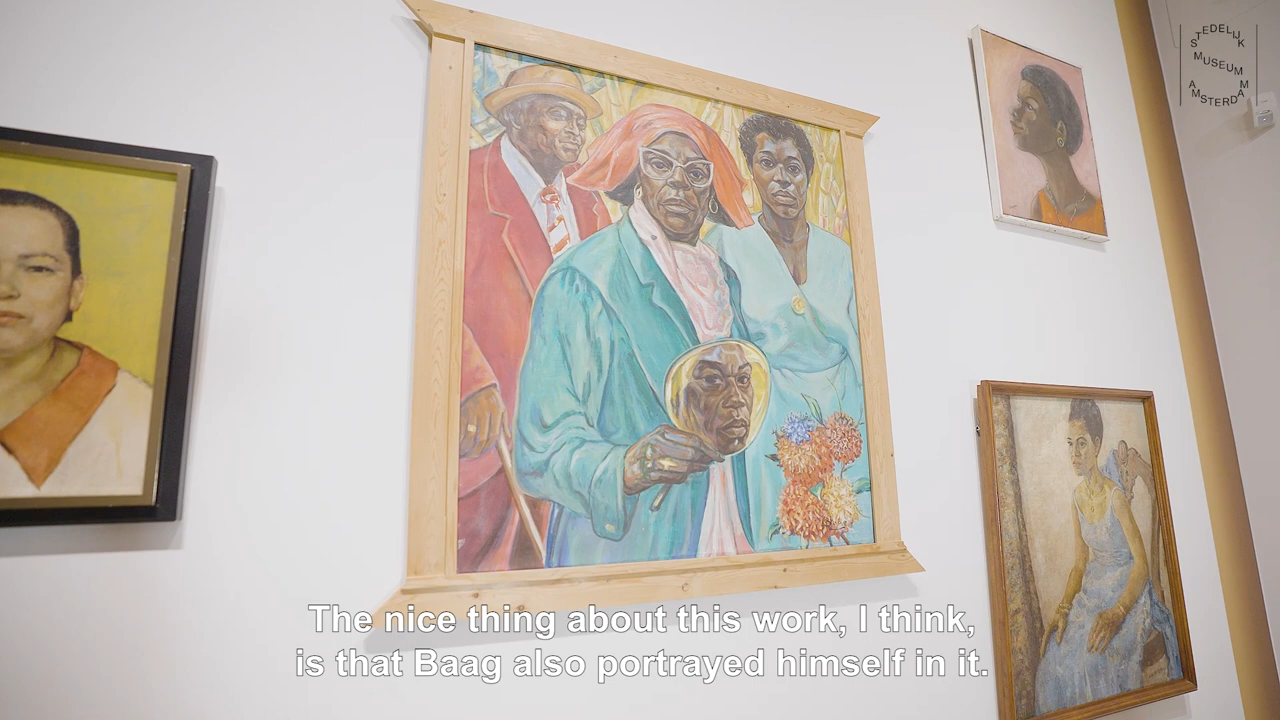 STEDELIJK
MUSEUM
AMSTERDAM
The nice thing about this work, I think,
is that Baag also portrayed himself in it.